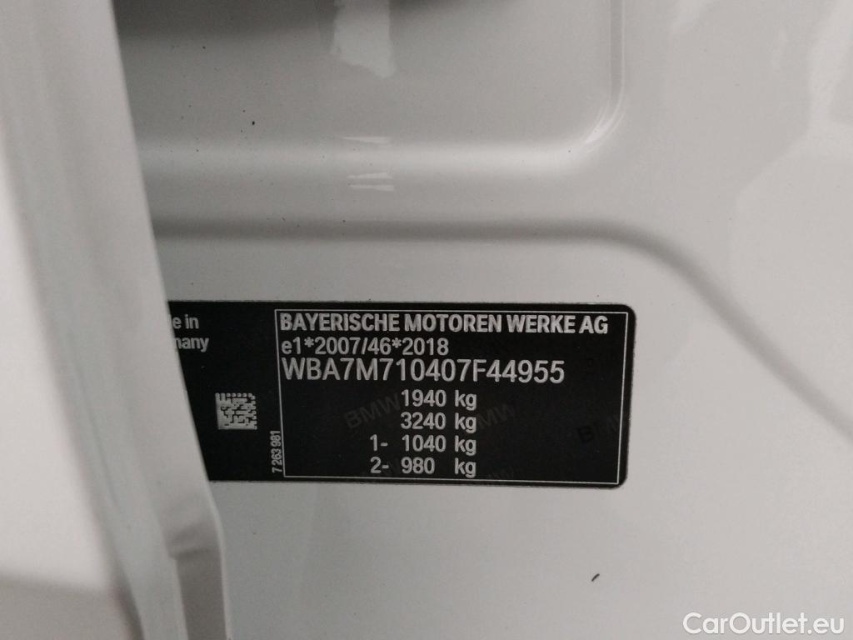 e in
many
BAYERISCHE MOTOREN WERKE AG
e1*2007/46*2018
WBA7M710407F44955
1940 kg
3240 kg
1- 1040 kg
2- 980 kg
7 263 981
BMW
CarOutlet.eu